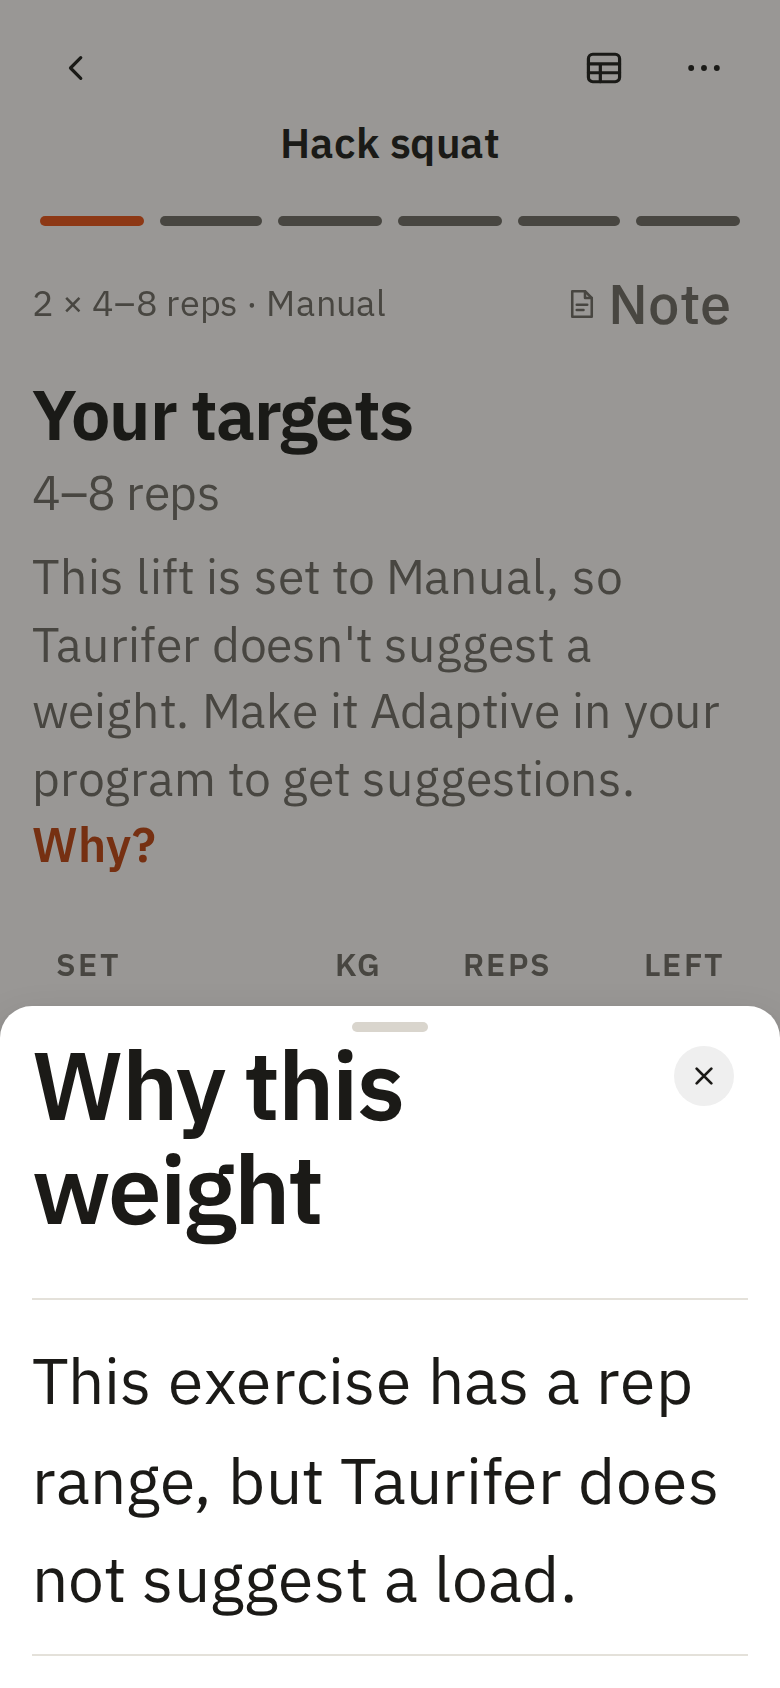 Hack squat
2 × 4–8 reps · Manual
Note
Your targets
4–8 reps
This lift is set to Manual, so
Taurifer doesn't suggest a
weight. Make it Adaptive in your
program to get suggestions.
Why?
SET KG REPS LEFT
Why this
weight
This exercise has a rep
range, but Taurifer does
not suggest a load.